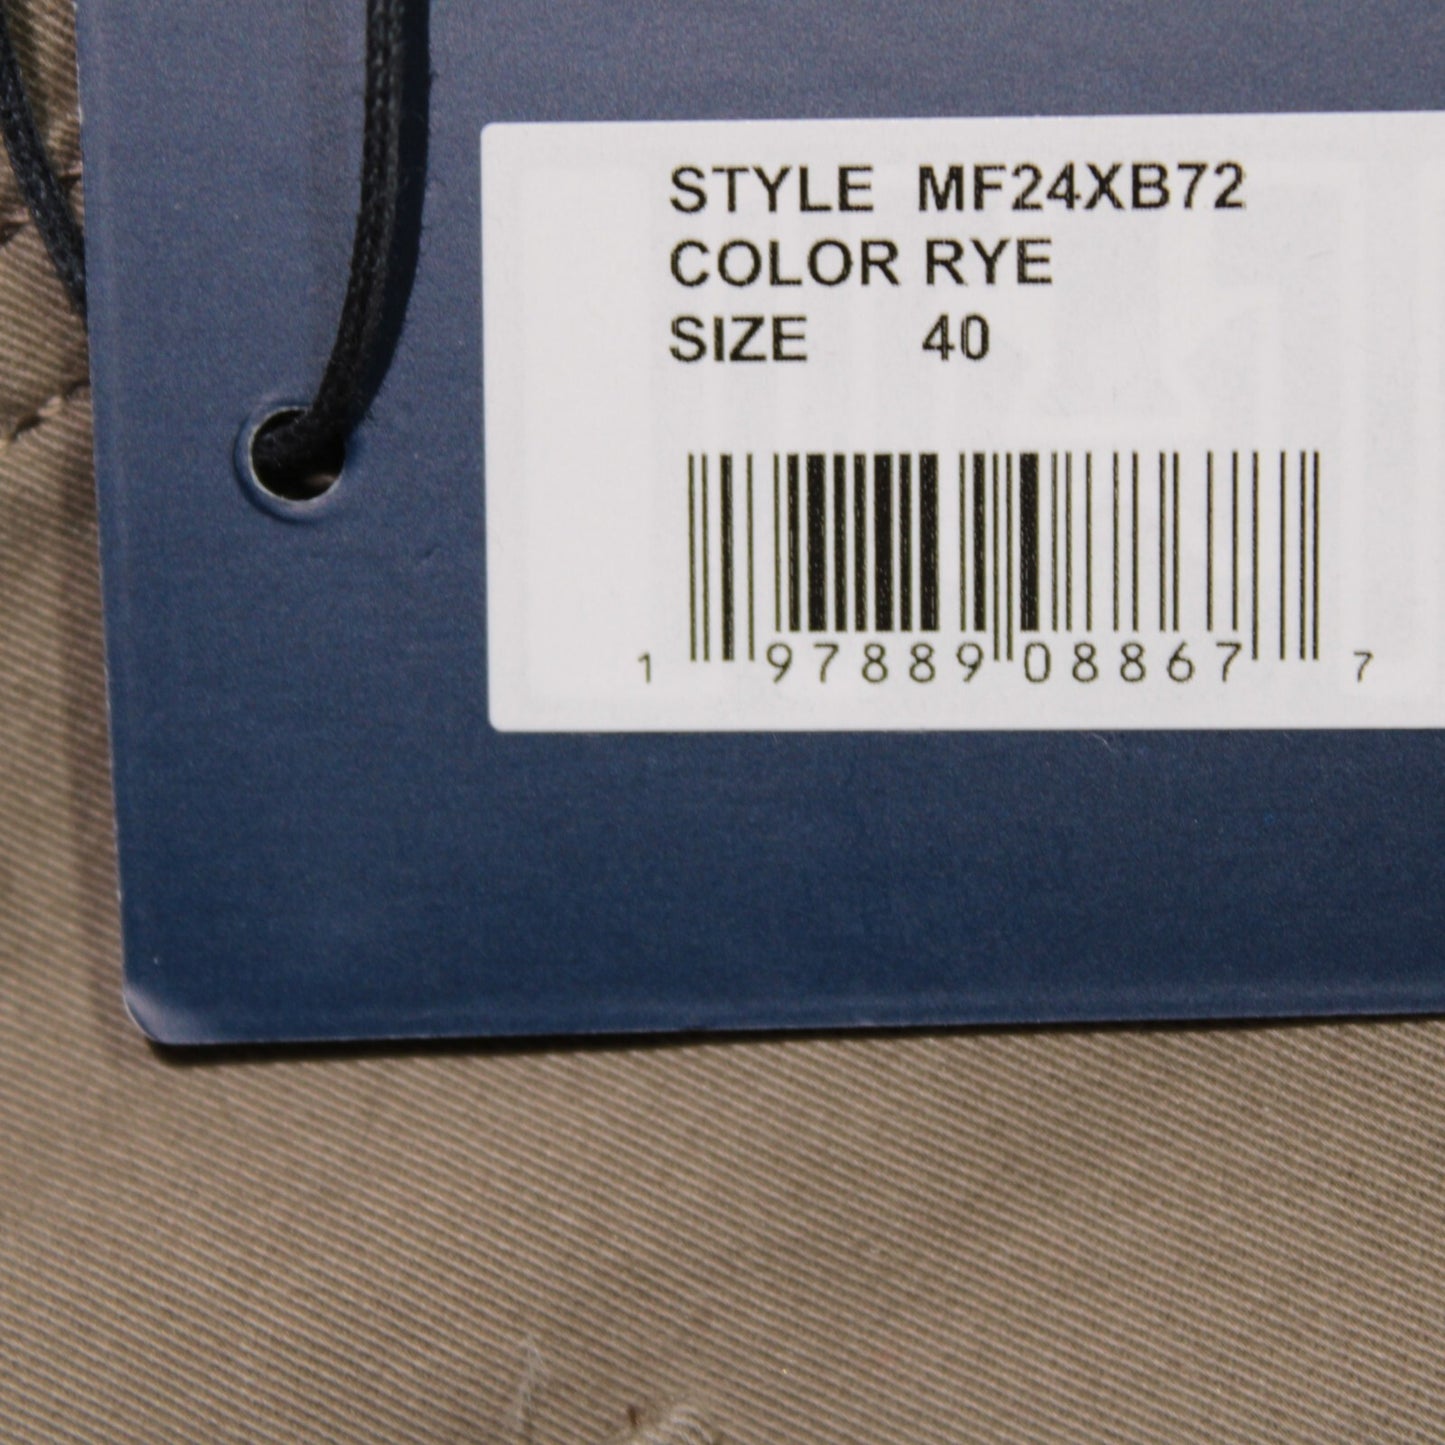 STYLE MF24XB72
COLOR RYE
SIZE 40
1 97889 08867 7